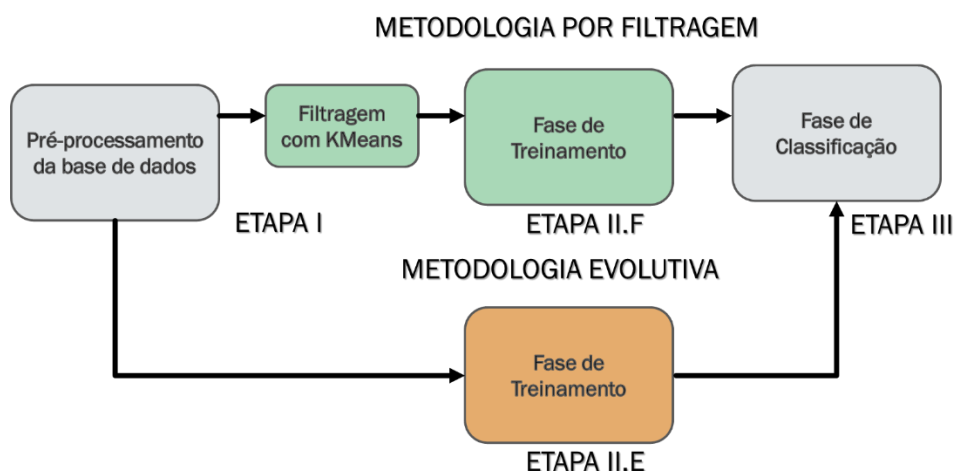 METODOLOGIA POR FILTRAGEM
Pré-processamento
da base de dados
Filtragem
com KMeans
Fase de
Treinamento
Fase de
Classificação
ETAPA I
ETAPA II.F
ETAPA III
METODOLOGIA EVOLUTIVA
Fase de
Treinamento
ETAPA II.E